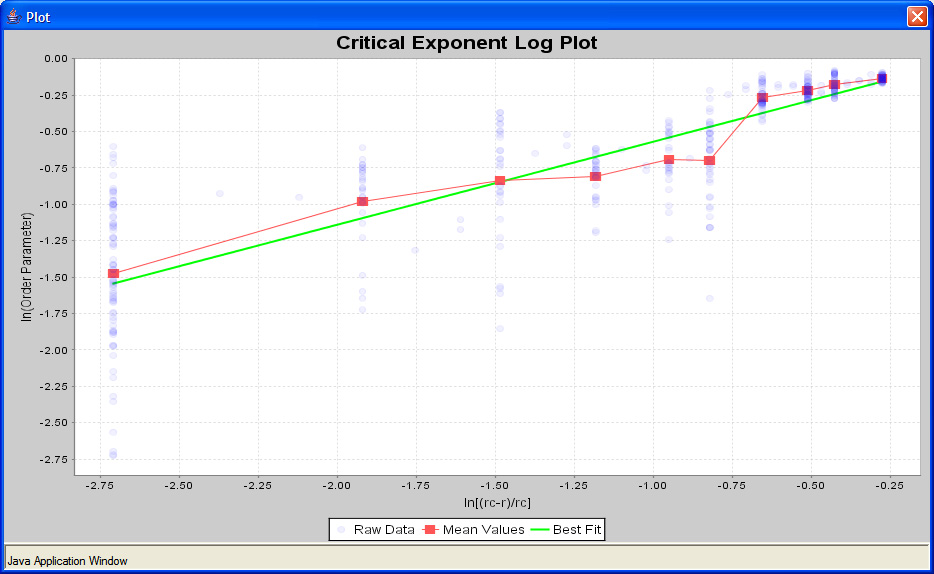 Plot
Critical Exponent Log Plot
0.00
-0.25
-0.50
-0.75
-1.00
-1.25
-1.50
-1.75
-2.00
-2.25
-2.50
-2.75
ln(Order Parameter)
-2.75 -2.50 -2.25 -2.00 -1.75 -1.50 -1.25 -1.00 -0.75 -0.50 -0.25
ln[(rc-r)/rc]
Raw Data Mean Values Best Fit
Java Application Window